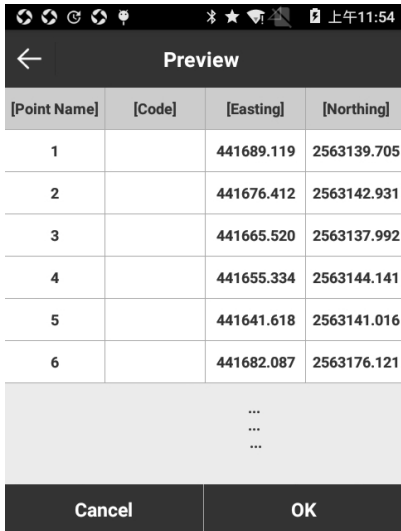 上午11:54
Preview
[Point Name] [Code] [Easting] [Northing]
1 441689.119 2563139.705
2 441676.412 2563142.931
3 441665.520 2563137.992
4 441655.334 2563144.141
5 441641.618 2563141.016
6 441682.087 2563176.121
...
...
...
Cancel OK